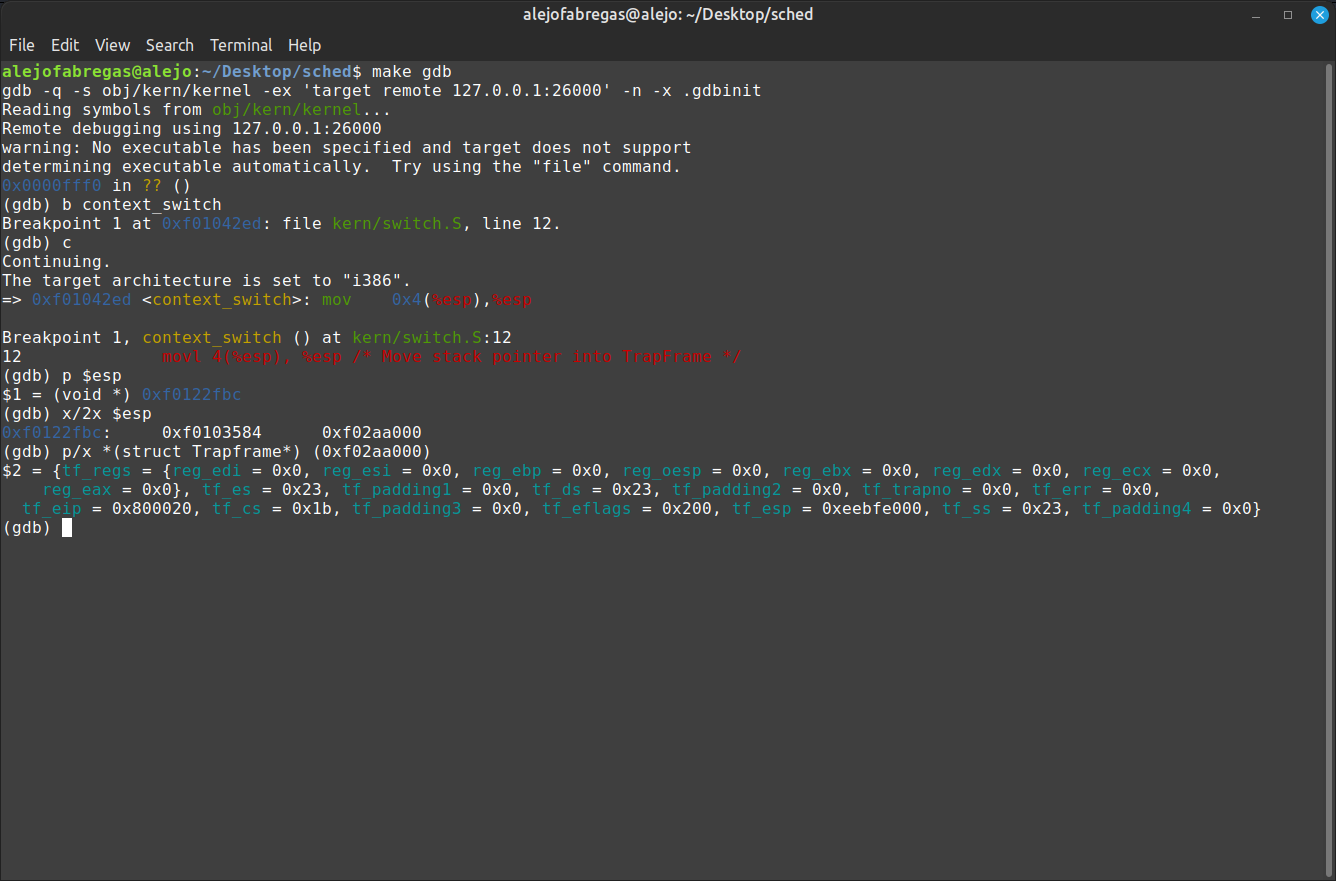 alejofabregas@alejo: ~/Desktop/sched
File Edit View Search Terminal Help
alejofabregas@alejo:~/Desktop/sched$ make gdb
gdb -q -s obj/kern/kernel -ex 'target remote 127.0.0.1:26000' -n -x .gdbinit
Reading symbols from obj/kern/kernel...
Remote debugging using 127.0.0.1:26000
warning: No executable has been specified and target does not support
determining executable automatically.  Try using the "file" command.
0x0000fff0 in ?? ()
(gdb) b context_switch
Breakpoint 1 at 0xf01042ed: file kern/switch.S, line 12.
(gdb) c
Continuing.
The target architecture is set to "i386".
=> 0xf01042ed <context_switch>: mov    0x4(%esp),%esp
Breakpoint 1, context_switch () at kern/switch.S:12
12              movl 4(%esp), %esp /* Move stack pointer into TrapFrame */
(gdb) p $esp
$1 = (void *) 0xf0122fbc
(gdb) x/2x $esp
0xf0122fbc:     0xf0103584      0xf02aa000
(gdb) p/x *(struct Trapframe*) (0xf02aa000)
$2 = {tf_regs = {reg_edi = 0x0, reg_esi = 0x0, reg_ebp = 0x0, reg_oesp = 0x0, reg_ebx = 0x0, reg_edx = 0x0, reg_ecx = 0x0,
    reg_eax = 0x0}, tf_es = 0x23, tf_padding1 = 0x0, tf_ds = 0x23, tf_padding2 = 0x0, tf_trapno = 0x0, tf_err = 0x0,
  tf_eip = 0x800020, tf_cs = 0x1b, tf_padding3 = 0x0, tf_eflags = 0x200, tf_esp = 0xeebfe000, tf_ss = 0x23, tf_padding4 = 0x0}
(gdb)